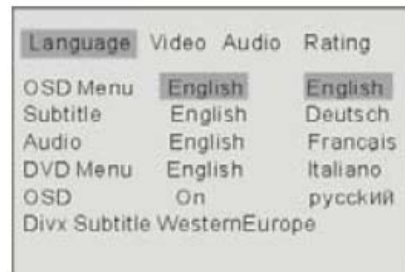 Language Video Audio Rating
OSD Menu English English
Subtitle English Deutsch
Audio English Francais
DVD Menu English Italiano
OSD On русский
Divx Subtitle WesternEurope